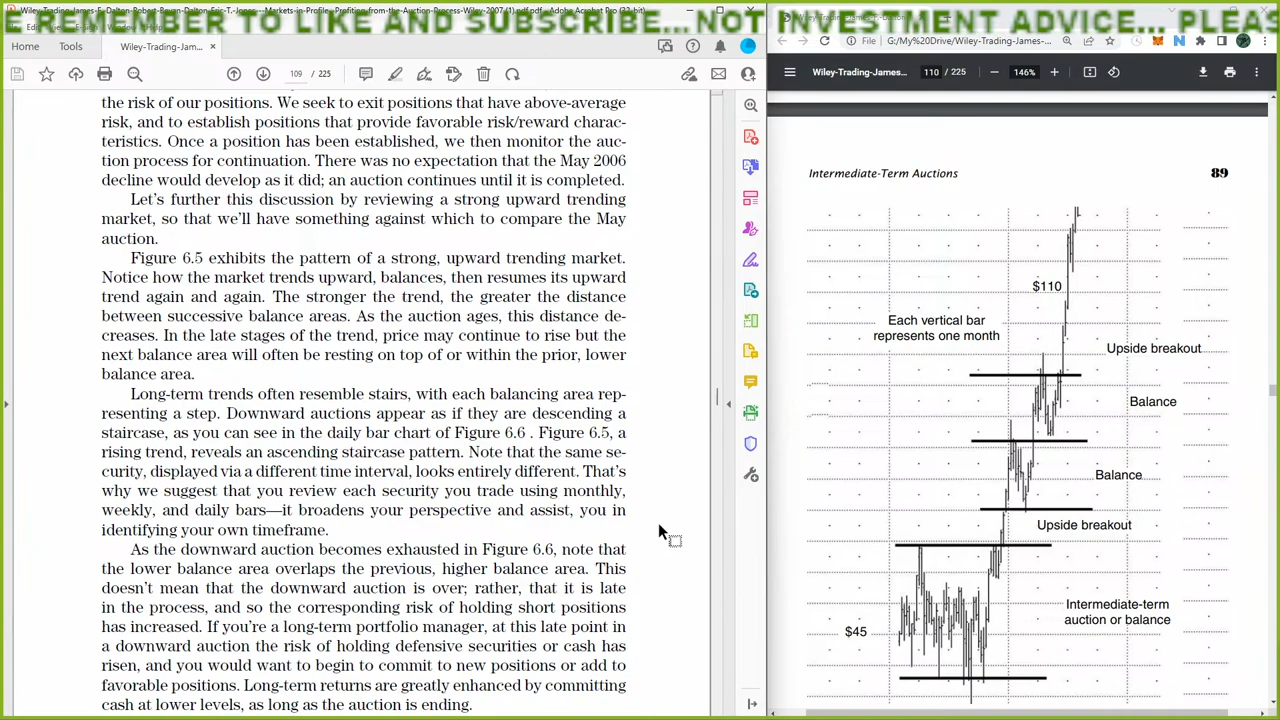 BER TO LIKE AND SUBSCRIBE...NOT INVESTMENT ADVICE... PLEAS
Home
Tools
Wiley-Trading-Jam...
×
109 / 225
the risk of our positions. We seek to exit positions that have above-average
risk, and to establish positions that provide favorable risk/reward charac-
teristics. Once a position has been established, we then monitor the auc-
tion process for continuation. There was no expectation that the May 2006
decline would develop as it did; an auction continues until it is completed.
Let's further this discussion by reviewing a strong upward trending
market, so that we'll have something against which to compare the May
auction.
Figure 6.5 exhibits the pattern of a strong, upward trending market.
Notice how the market trends upward, balances, then resumes its upward
trend again and again. The stronger the trend, the greater the distance
between successive balance areas. As the auction ages, this distance de-
creases. In the late stages of the trend, price may continue to rise but the
next balance area will often be resting on top of or within the prior, lower
balance area.
Long-term trends often resemble stairs, with each balancing area rep-
resenting a step. Downward auctions appear as if they are descending a
staircase, as you can see in the daily bar chart of Figure 6.6 . Figure 6.5, a
rising trend, reveals an upward staircase pattern. Note that the same se-
curity, displayed via a different time interval, looks entirely different. That's
why we suggest that you review each security you trade using monthly,
weekly, and daily bars—it broadens your perspective and assist, you in
identifying your own timeframe.
As the downward auction becomes exhausted in Figure 6.6, note that
the lower balance area overlaps the previous, higher balance area. This
doesn't mean that the downward auction is over; rather, that it is late
in the process, and so the corresponding risk of holding short positions
has increased. If you're a long-term portfolio manager, at this late point in
a downward auction the risk of holding defensive securities or cash has
risen, and you would want to begin to commit to new positions or add to
favorable positions. Long-term returns are greatly enhanced by committing
cash at lower levels, as long as the auction is ending.
File
G:/My%20Drive/Wiley-Trading-James-...
Wiley-Trading-James...
110 / 225
146%
Intermediate-Term Auctions
89
$110
Each vertical bar
represents one month
Upside breakout
Balance
Balance
Upside breakout
Intermediate-term
auction or balance
$45